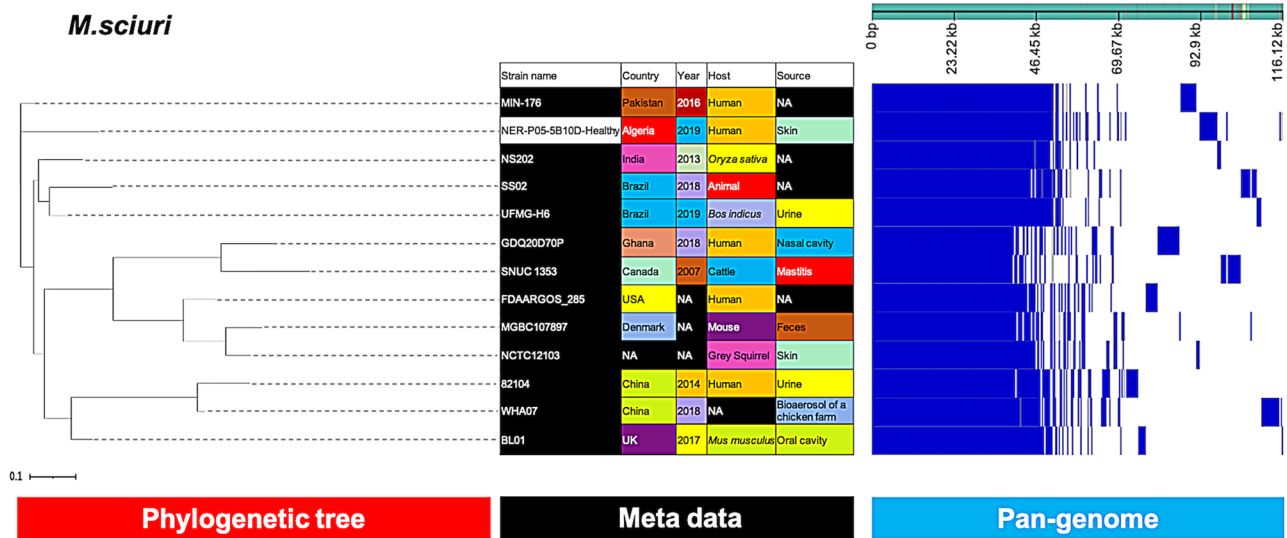 M.sciuri
0 bp
23.22 kb
46.45 kb
69.67 kb
92.9 kb
116.12 kb
Strain name Country Year Host Source
MIN-176 Pakistan 2016 Human NA
NER-P05-5B10D-Healthy Algeria 2019 Human Skin
NS202 India 2013 Oryza sativa NA
SS02 Brazil 2018 Animal NA
UFMG-H6 Brazil 2019 Bos indicus Urine
GDQ20D70P Ghana 2018 Human Nasal cavity
SNUC 1353 Canada 2007 Cattle Mastitis
FDAARGOS_285 USA NA Human NA
MGBC107897 Denmark NA Mouse Feces
NCTC12103 NA NA Grey Squirrel Skin
82104 China 2014 Human Urine
WHA07 China 2018 NA Bioaerosol of a
chicken farm
BL01 UK 2017 Mus musculus Oral cavity
0.1
Phylogenetic tree Meta data Pan-genome